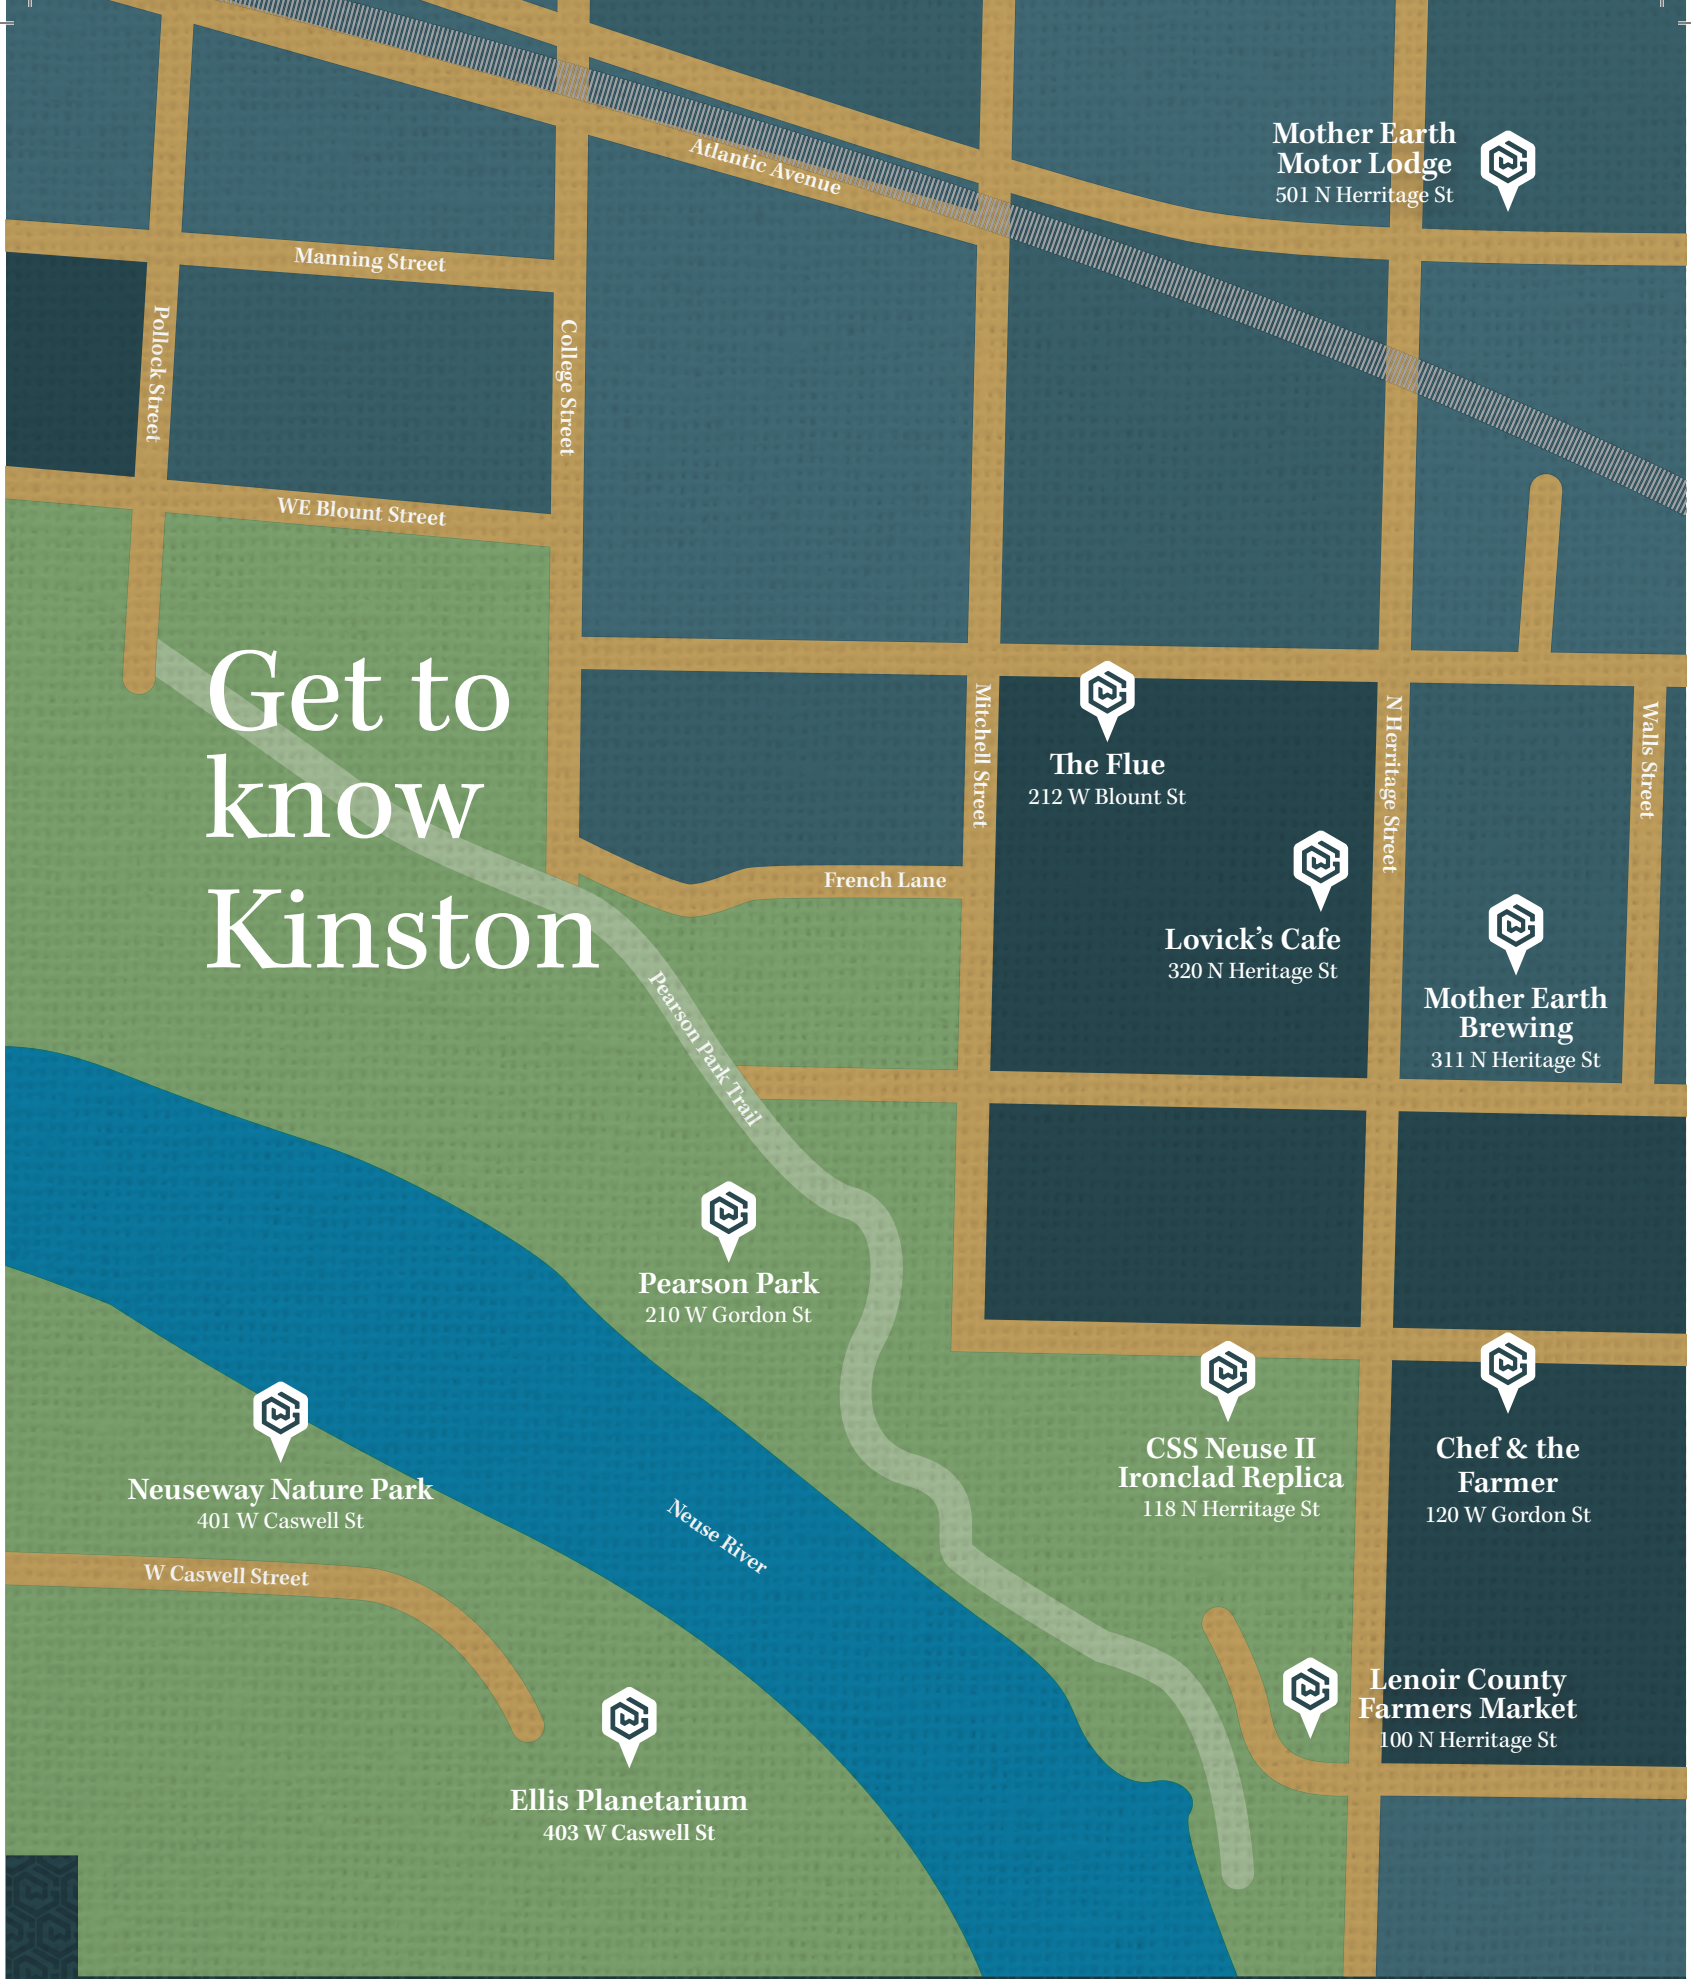 Mother Earth
Motor Lodge
501 N Herritage St
Atlantic Avenue
Manning Street
Pollock Street
College Street
WE Blount Street
Get to
know
Kinston
Mitchell Street
The Flue
212 W Blount St
N Herritage Street
Walls Street
French Lane
Lovick’s Cafe
320 N Heritage St
Mother Earth
Brewing
311 N Heritage St
Pearson Park Trail
Pearson Park
210 W Gordon St
CSS Neuse II
Ironclad Replica
118 N Herritage St
Chef & the
Farmer
120 W Gordon St
Neuseway Nature Park
401 W Caswell St
Neuse River
W Caswell Street
Lenoir County
Farmers Market
100 N Herritage St
Ellis Planetarium
403 W Caswell St